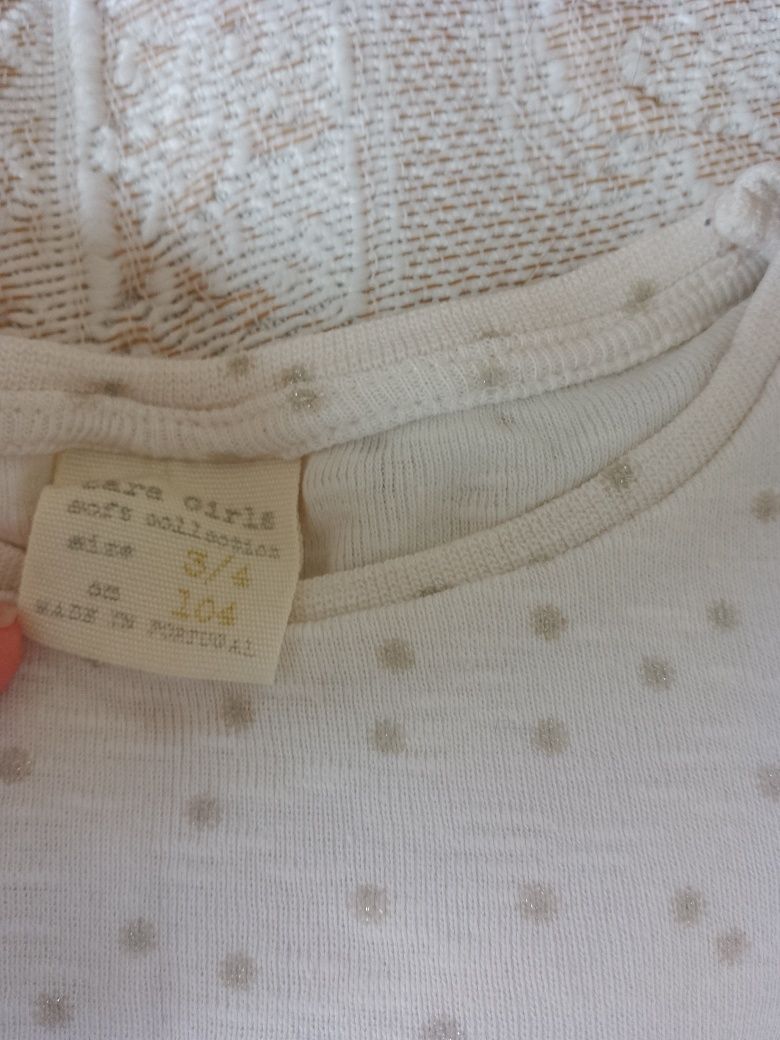 zara girls
soft collection
size 3/4
cm 104
MADE IN PORTUGAL